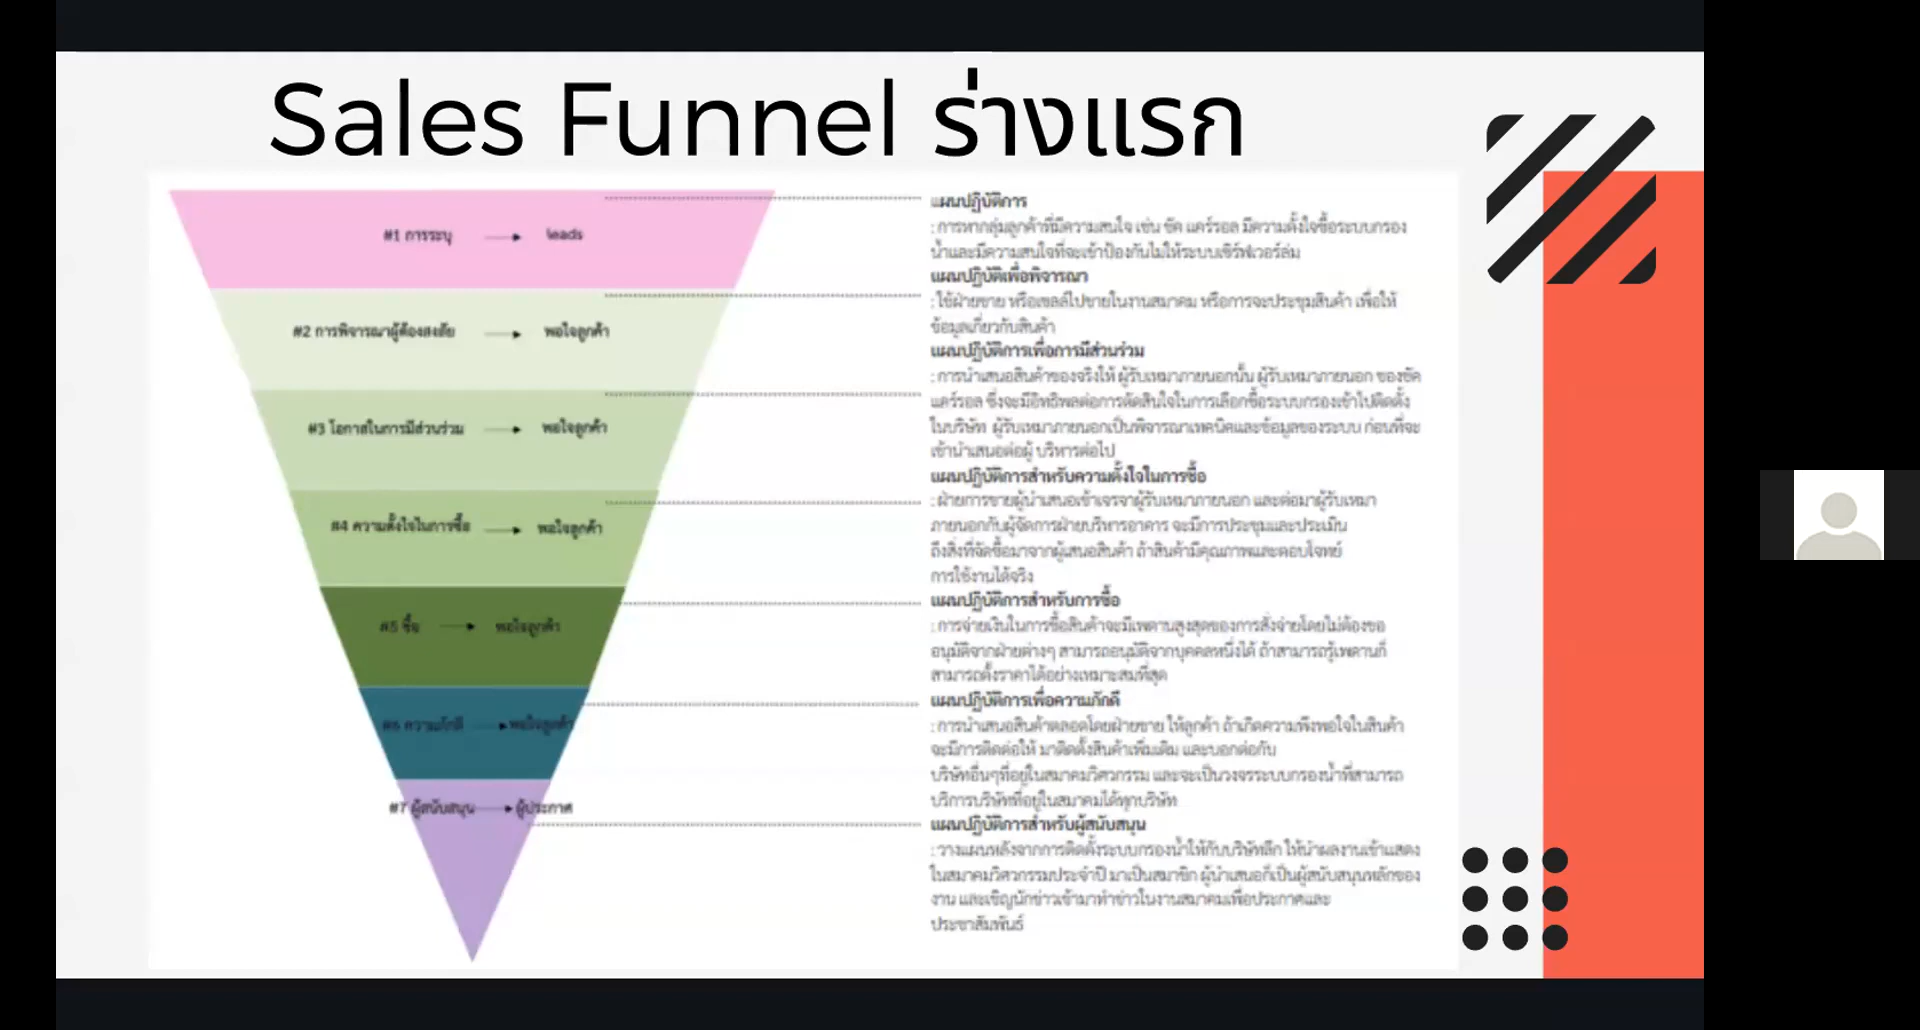 Sales Funnel ร่างแรก
#1 การระบุ leads
#2 การพิจารณาผู้ต้องสงสัย พอใจลูกค้า
#3 โอกาสในการมีส่วนร่วม พอใจลูกค้า
#4 ความตั้งใจในการซื้อ พอใจลูกค้า
#5 ซื้อ พอใจลูกค้า
#6 ความภักดี พอใจลูกค้า
#7 ผู้สนับสนุน ผู้ประกาศ
แผนปฏิบัติการ
: การหากลุ่มลูกค้าที่มีความสนใจ เช่น ชัค แคร์รอล มีความตั้งใจซื้อระบบกรอง
น้ำและมีความสนใจที่จะเข้าป้องกันไม่ให้ระบบเซิร์ฟเวอร์ล่ม
แผนปฏิบัติเพื่อพิจารณา
: ใช้ฝ่ายขาย หรือเซลล์ไปขายในงานสมาคม หรือการจะประชุมสินค้า เพื่อให้
ข้อมูลเกี่ยวกับสินค้า
แผนปฏิบัติการเพื่อการมีส่วนร่วม
: การนำเสนอสินค้าของจริงให้ ผู้รับเหมาภายนอกนั้น ผู้รับเหมาภายนอก ของชัค
แคร์รอล ซึ่งจะมีอิทธิพลต่อการตัดสินใจในการเลือกซื้อระบบกรองเข้าไปติดตั้ง
ในบริษัท ผู้รับเหมาภายนอกเป็นพิจารณาเทคนิคและข้อมูลของระบบ ก่อนที่จะ
เข้านำเสนอต่อผู้ บริหารต่อไป
แผนปฏิบัติการสำหรับความตั้งใจในการซื้อ
: ฝ่ายการขายผู้นำเสนอเข้าเจรจาผู้รับเหมาภายนอก และต่อมาผู้รับเหมา
ภายนอกกับผู้จัดการฝ่ายบริหารอาคาร จะมีการประชุมและประเมิน
ถึงสิ่งที่จัดซื้อมาจากผู้เสนอสินค้า ถ้าสินค้ามีคุณภาพและตอบโจทย์
การใช้งานได้จริง
แผนปฏิบัติการสำหรับการซื้อ
: การจ่ายเงินในการซื้อสินค้าจะมีเพดานสูงสุดของการสั่งจ่ายโดยไม่ต้องขอ
อนุมัติจากฝ่ายต่างๆ สามารถอนุมัติจากบุคคลหนึ่งได้ ถ้าสามารถรู้เพดานก็
สามารถตั้งราคาได้อย่างเหมาะสมที่สุด
แผนปฏิบัติการเพื่อความภักดี
: การนำเสนอสินค้าตลอดโดยฝ่ายขาย ให้ลูกค้า ถ้าเกิดความพึงพอใจในสินค้า
จะมีการติดต่อให้ มาติดตั้งสินค้าเพิ่มเติม และบอกต่อกับ
บริษัทอื่นๆที่อยู่ในสมาคมวิศวกรรม และจะเป็นวงจรระบบกรองน้ำที่สามารถ
บริการบริษัทที่อยู่ในสมาคมได้ทุกบริษัท
แผนปฏิบัติการสำหรับผู้สนับสนุน
: วางแผนหลังจากการติดตั้งระบบกรองน้ำให้กับบริษัทลีก ให้นำผลงานเข้าแสดง
ในสมาคมวิศวกรรมประจำปี มาเป็นสมาชิก ผู้นำเสนอก็เป็นผู้สนับสนุนหลักของ
งาน และเชิญนักข่าวเข้ามาทำข่าวในงานสมาคมเพื่อประกาศและ
ประชาสัมพันธ์